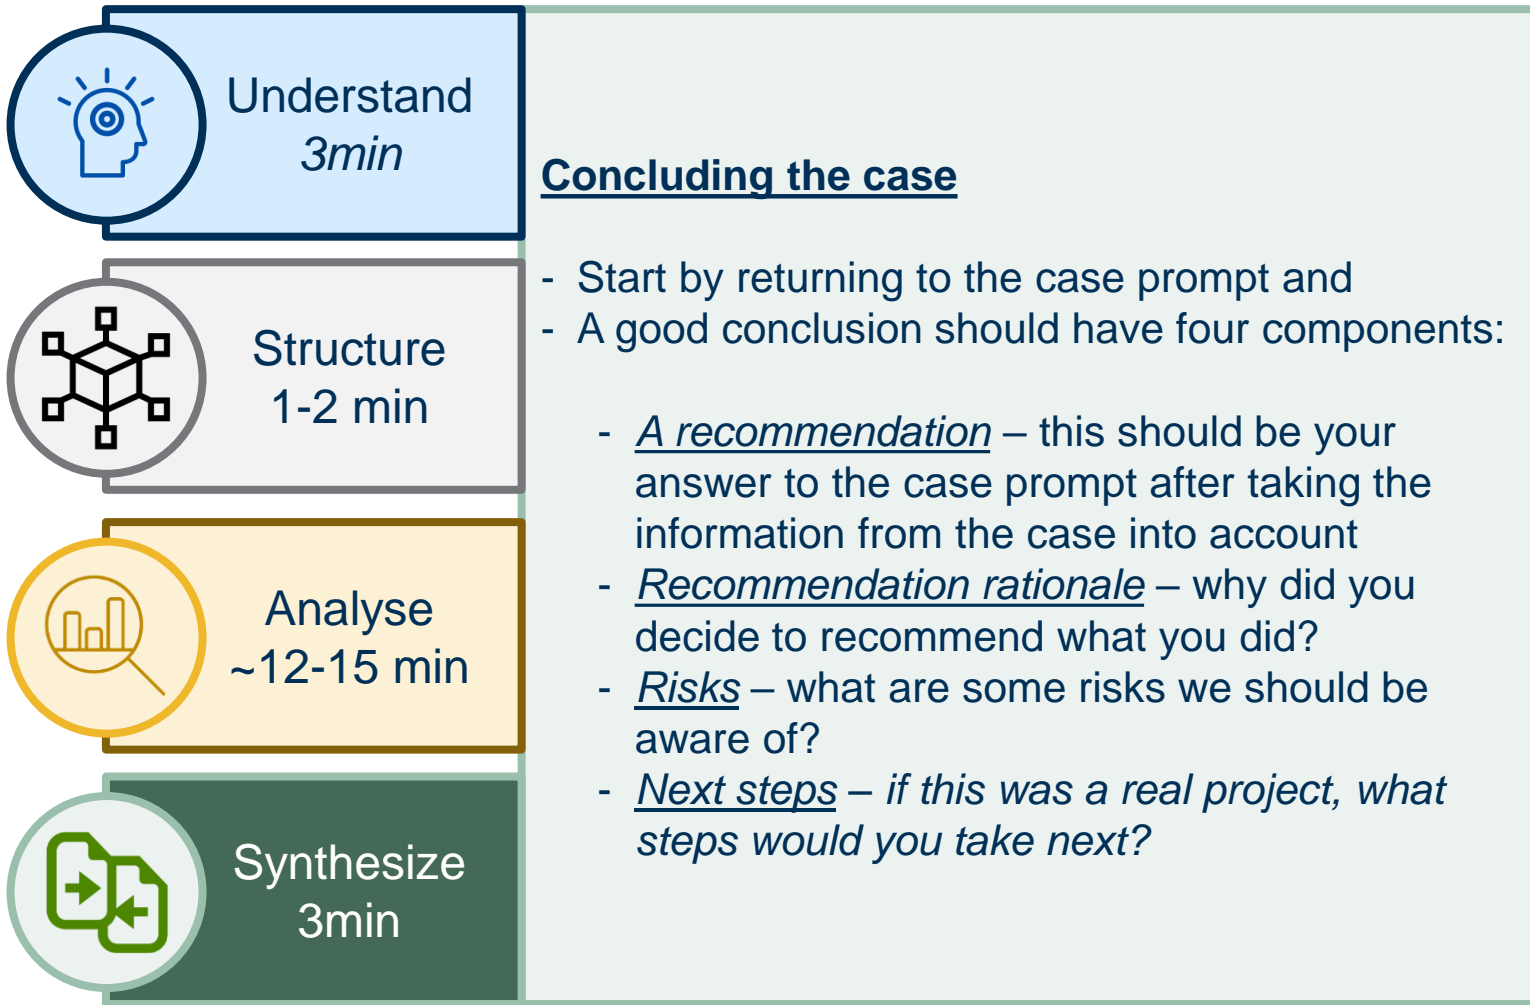 Understand
3min
Structure
1-2 min
Analyse
~12-15 min
Synthesize
3min
Concluding the case
- Start by returning to the case prompt and
- A good conclusion should have four components:
- A recommendation – this should be your
answer to the case prompt after taking the
information from the case into account
- Recommendation rationale – why did you
decide to recommend what you did?
- Risks – what are some risks we should be
aware of?
- Next steps – if this was a real project, what
steps would you take next?